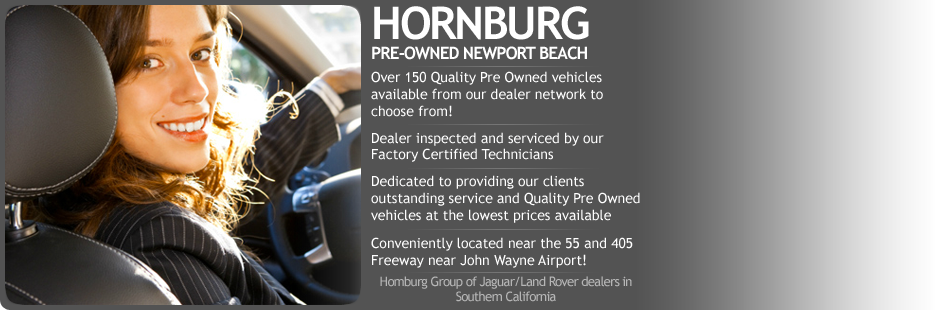 HORNBURG
PRE-OWNED NEWPORT BEACH
Over 150 Quality Pre Owned vehicles
available from our dealer network to
choose from!
Dealer inspected and serviced by our
Factory Certified Technicians
Dedicated to providing our clients
outstanding service and Quality Pre Owned
vehicles at the lowest prices available
Conveniently located near the 55 and 405
Freeway near John Wayne Airport!
Hornburg Group of Jaguar/Land Rover dealers in
Southern California